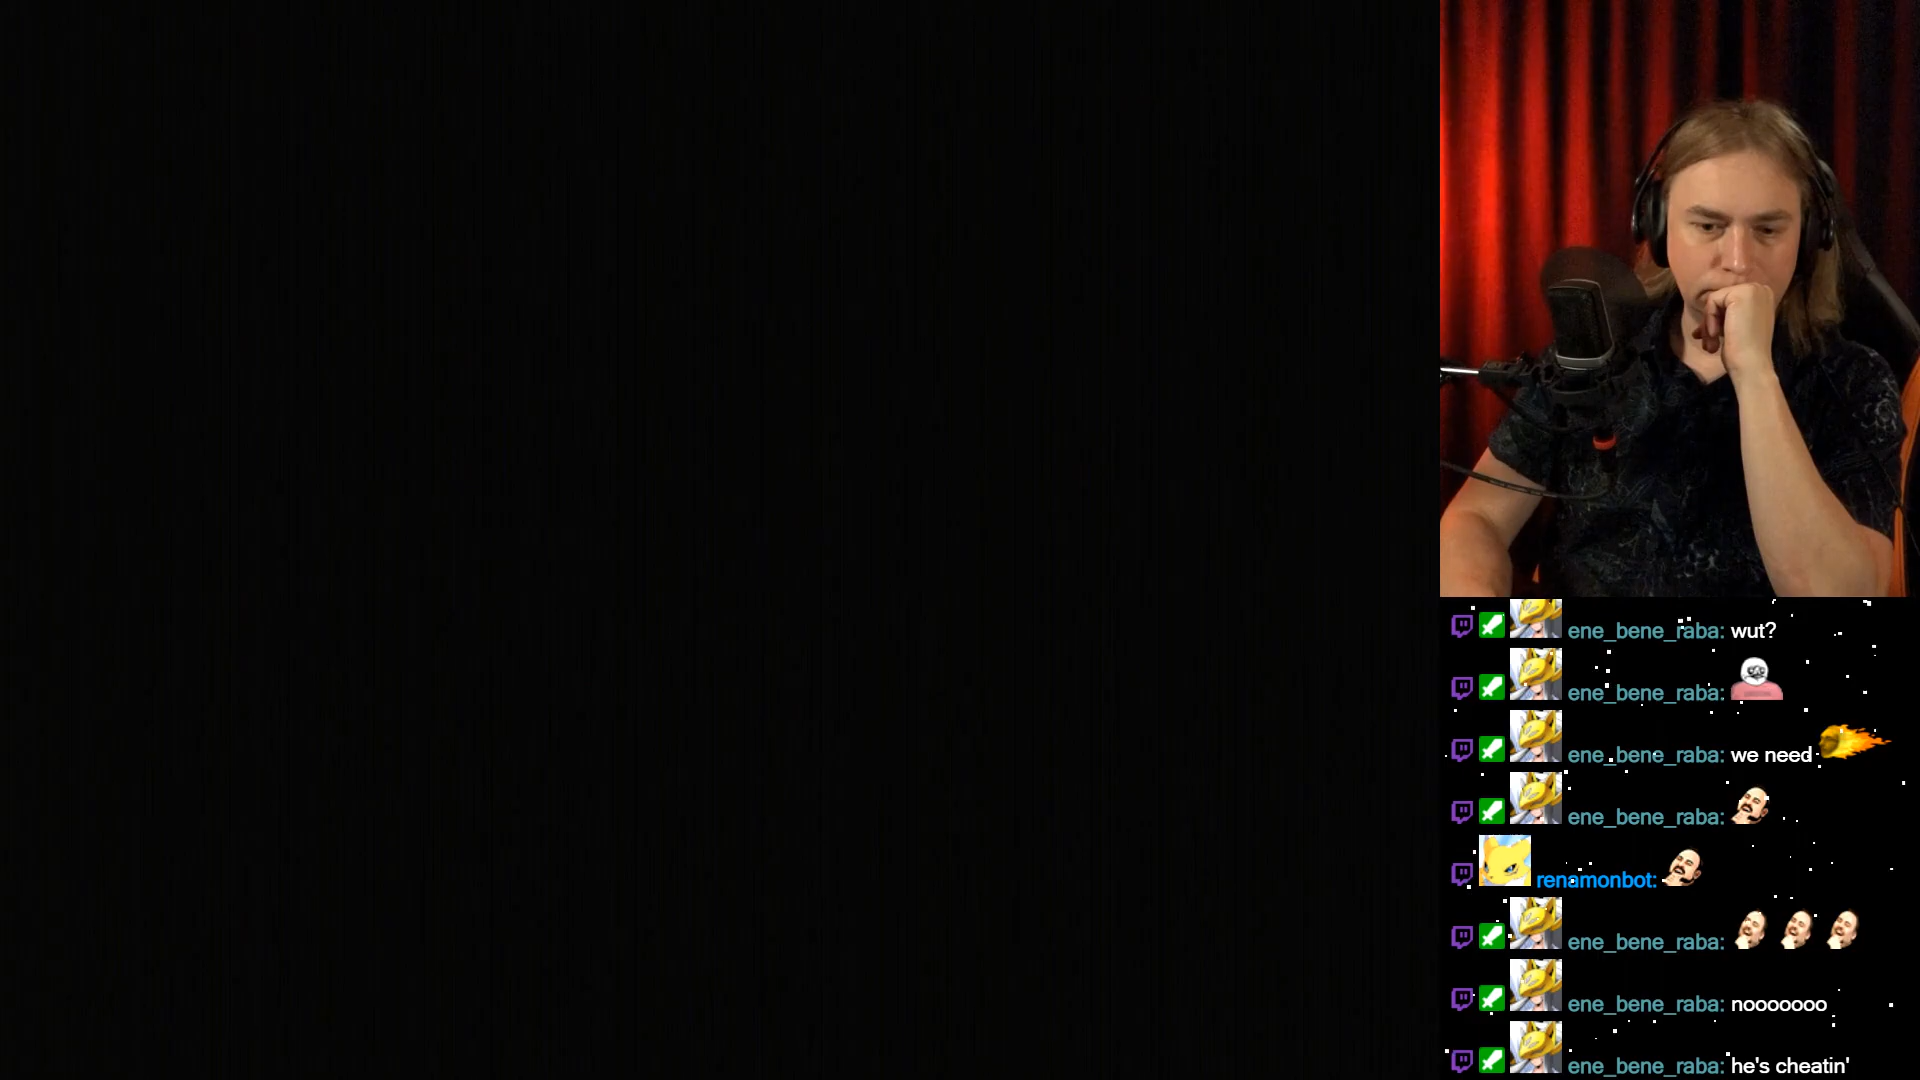 ene_bene_raba: wut?
ene_bene_raba:
ene_bene_raba: we need
ene_bene_raba:
renamonbot:
ene_bene_raba:
ene_bene_raba: nooooooo
ene_bene_raba: he's cheatin'